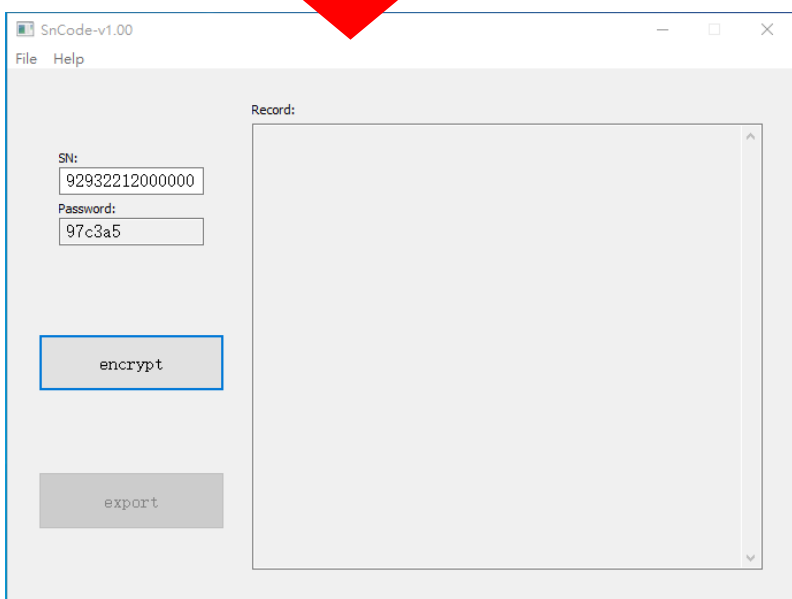 SnCode-v1.00
File Help
Record:
SN:
92932212000000
Password:
97c3a5
encrypt
export